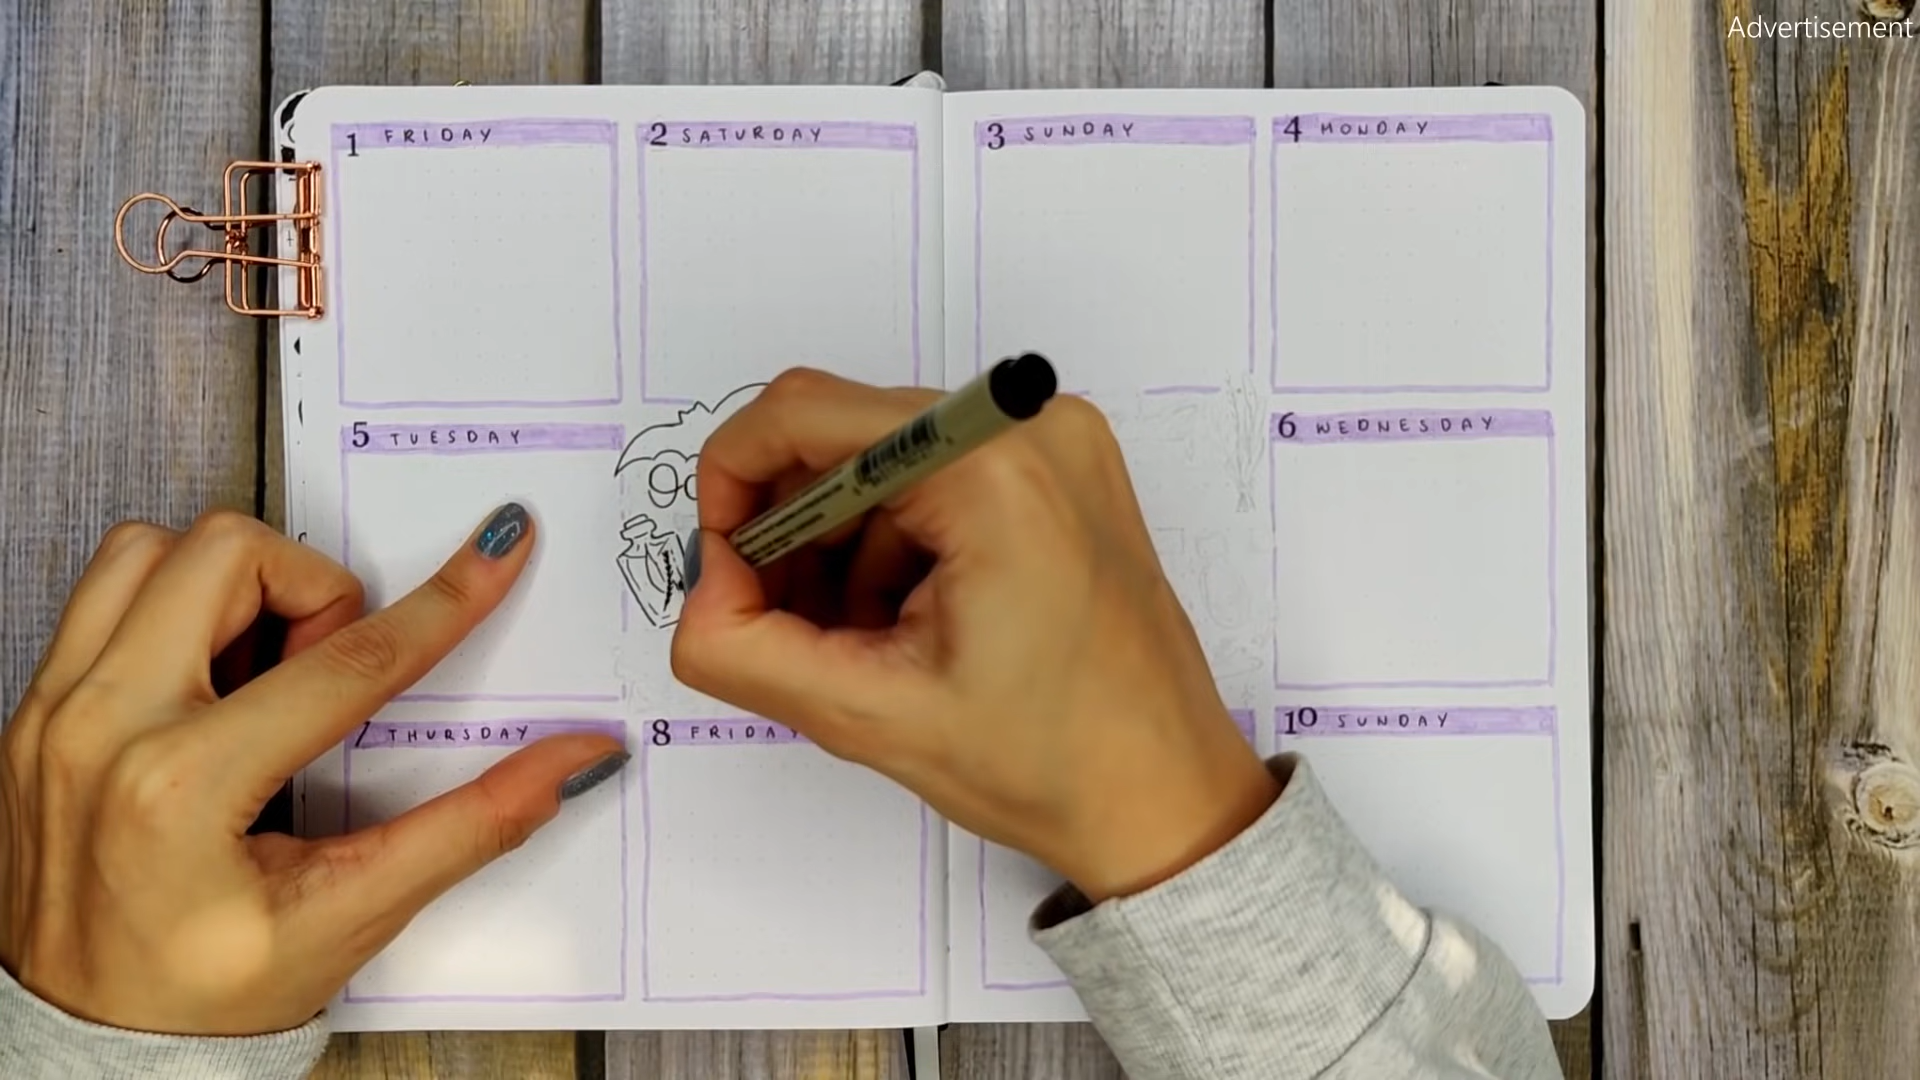 Advertisement
1 FRIDAY
2 SATURDAY
3 SUNDAY
4 MONDAY
5 TUESDAY
6 WEDNESDAY
7 THURSDAY
8 FRIDAY
10 SUNDAY